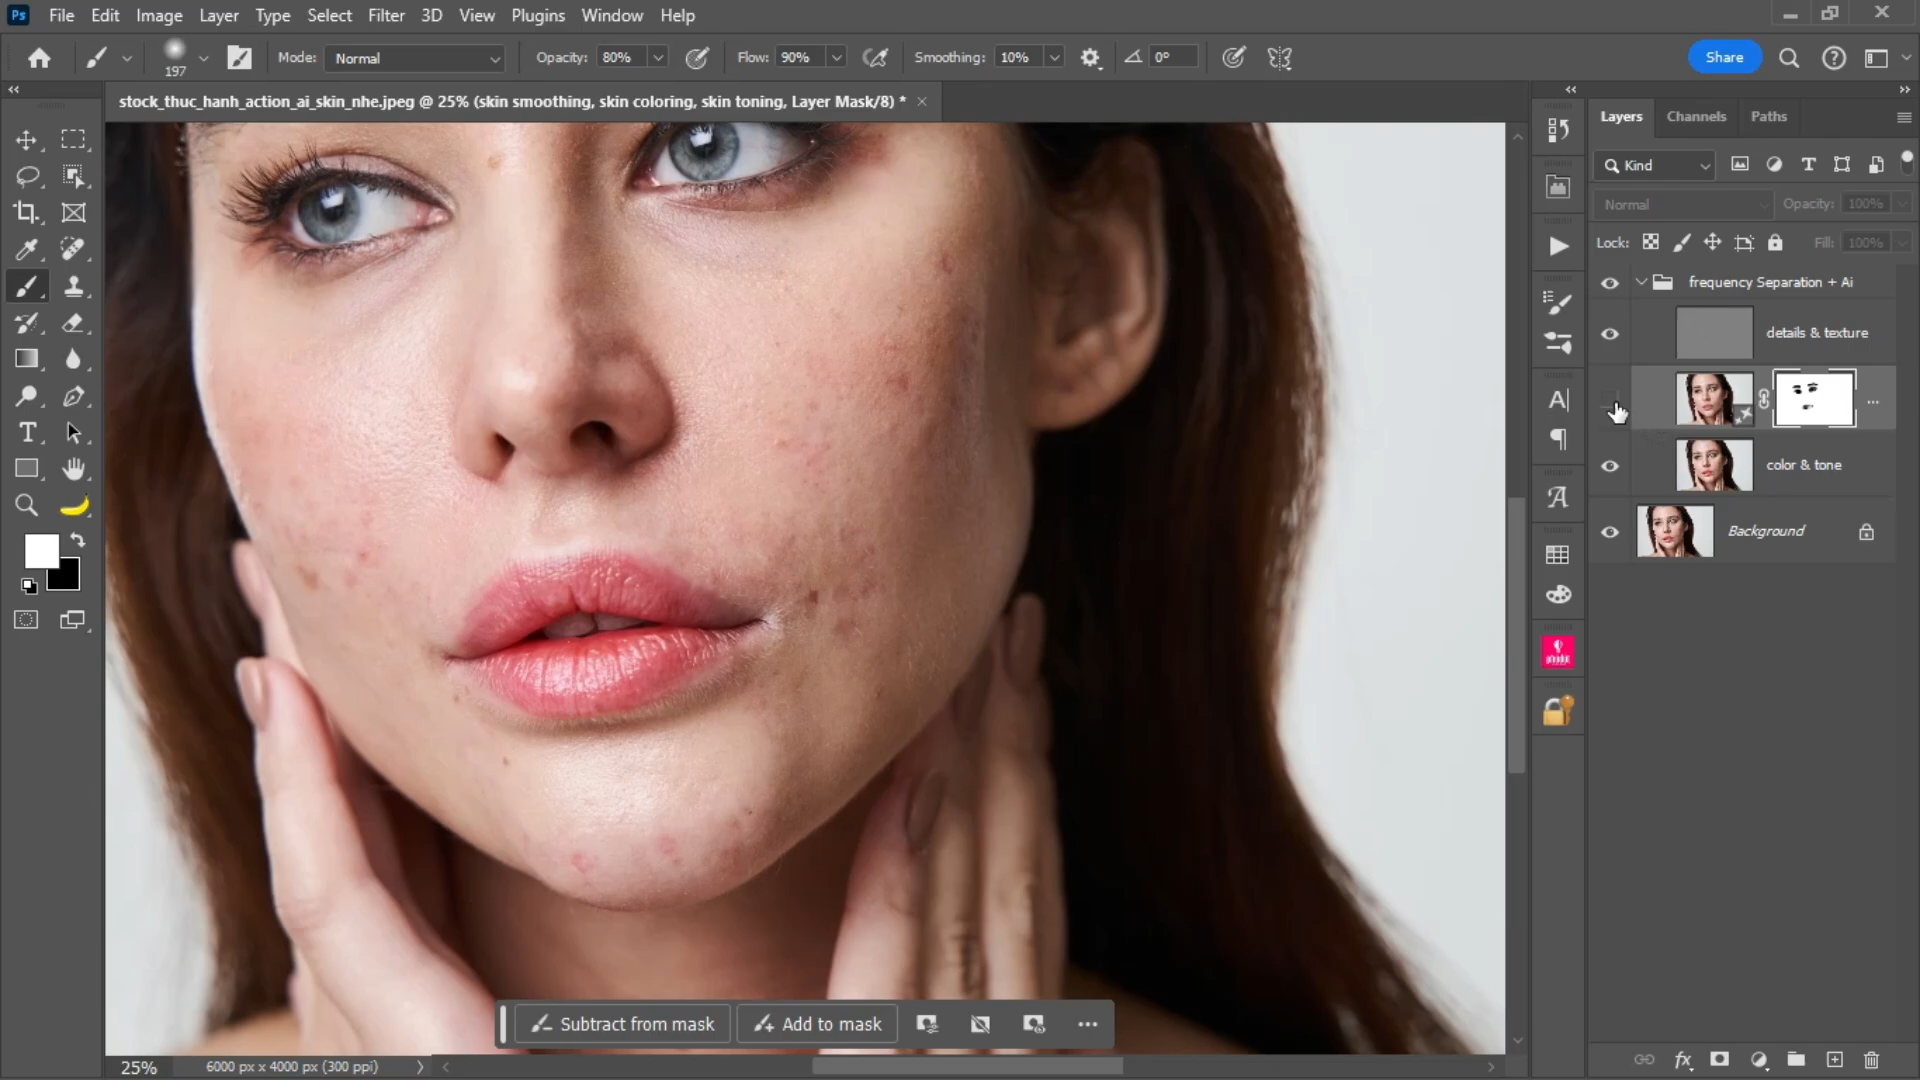 Ps File Edit Image Layer Type Select Filter 3D View Plugins Window Help
197 Mode: Normal Opacity: 80% Flow: 90% Smoothing: 10% 0° Share
stock_thuc_hanh_action_ai_skin_nhe.jpeg @ 25% (skin smoothing, skin coloring, skin toning, Layer Mask/8) *
Layers Channels Paths
Kind
Normal Opacity: 100%
Lock: Fill: 100%
frequency Separation + Ai
details & texture
color & tone
Background
Subtract from mask Add to mask
25% 6000 px x 4000 px (300 ppi)